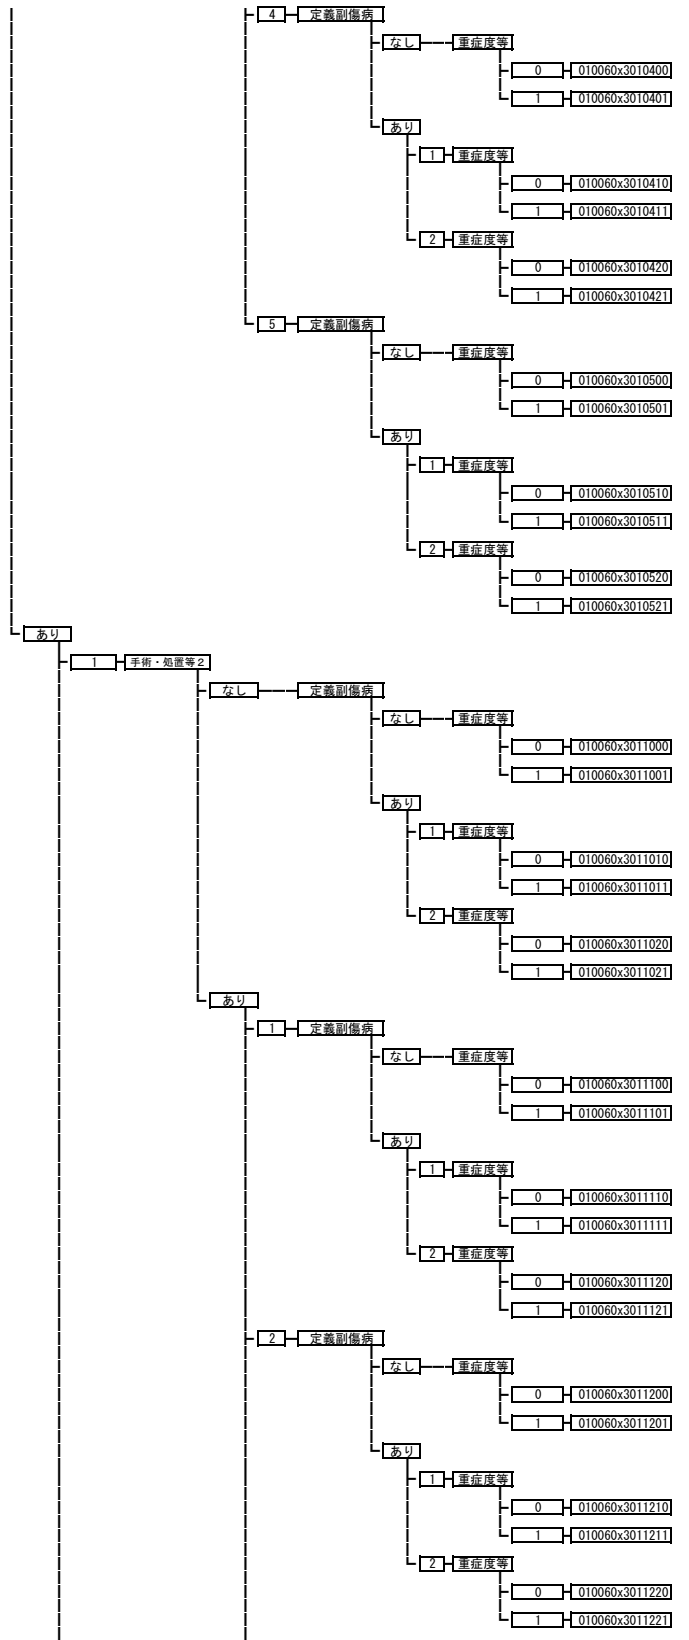 4 定義副傷病
なし 重症度等
0 010060x3010400
1 010060x3010401
あり
1 重症度等
0 010060x3010410
1 010060x3010411
2 重症度等
0 010060x3010420
1 010060x3010421
5 定義副傷病
なし 重症度等
0 010060x3010500
1 010060x3010501
あり
1 重症度等
0 010060x3010510
1 010060x3010511
2 重症度等
0 010060x3010520
1 010060x3010521
あり
1 手術・処置等2
なし 定義副傷病
なし 重症度等
0 010060x3011000
1 010060x3011001
あり
1 重症度等
0 010060x3011010
1 010060x3011011
2 重症度等
0 010060x3011020
1 010060x3011021
あり
1 定義副傷病
なし 重症度等
0 010060x3011100
1 010060x3011101
あり
1 重症度等
0 010060x3011110
1 010060x3011111
2 重症度等
0 010060x3011120
1 010060x3011121
2 定義副傷病
なし 重症度等
0 010060x3011200
1 010060x3011201
あり
1 重症度等
0 010060x3011210
1 010060x3011211
2 重症度等
0 010060x3011220
1 010060x3011221